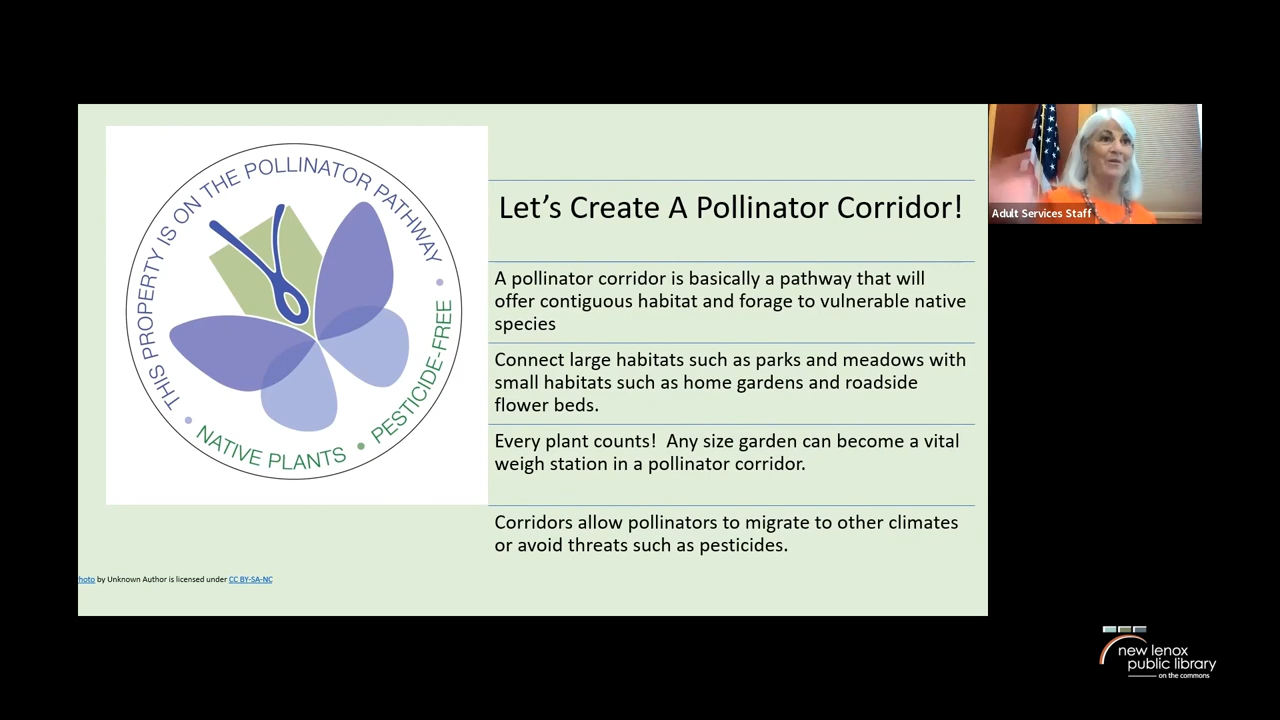 THIS PROPERTY IS ON THE POLLINATOR PATHWAY
• NATIVE PLANTS • PESTICIDE-FREE •
Let's Create A Pollinator Corridor!
A pollinator corridor is basically a pathway that will
offer contiguous habitat and forage to vulnerable native
species
Connect large habitats such as parks and meadows with
small habitats such as home gardens and roadside
flower beds.
Every plant counts!  Any size garden can become a vital
weigh station in a pollinator corridor.
Corridors allow pollinators to migrate to other climates
or avoid threats such as pesticides.
hoto by Unknown Author is licensed under CC BY-SA-NC
Adult Services Staff
new lenox
public library
on the commons